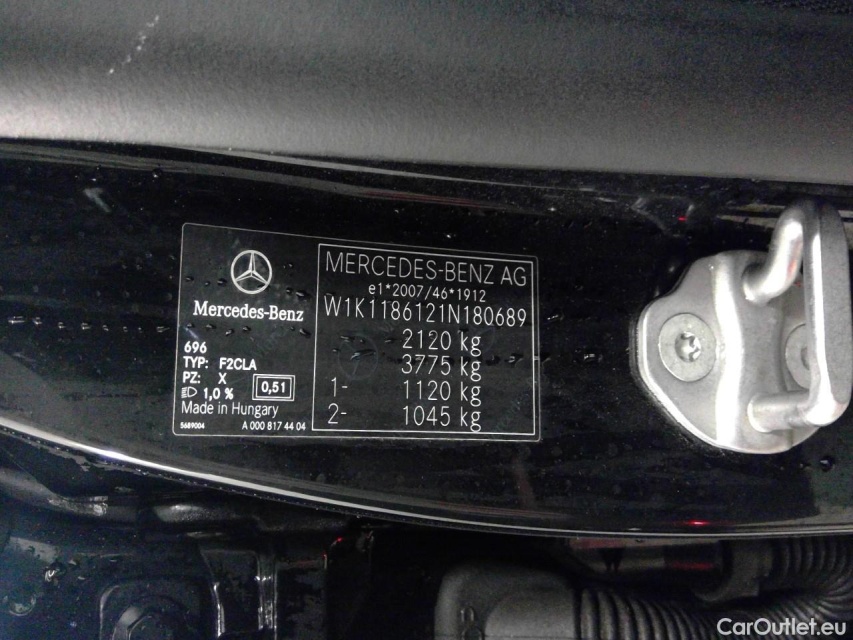 Mercedes-Benz
696
TYP: F2CLA
PZ: X
1,0 %
0,51
Made in Hungary
5689004
A 000 817 44 04
MERCEDES-BENZ AG
e1*2007/46*1912
W1K1186121N180689
2120 kg
3775 kg
1- 1120 kg
2- 1045 kg
CarOutlet.eu